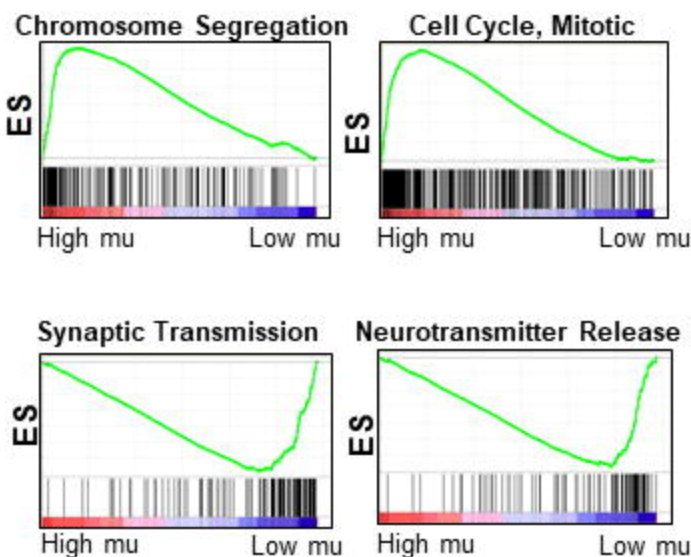 Chromosome Segregation
Cell Cycle, Mitotic
ES
ES
High mu Low mu
High mu Low mu
Synaptic Transmission
Neurotransmitter Release
ES
ES
High mu Low mu
High mu Low mu